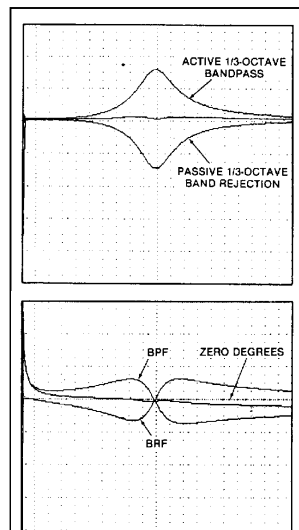 ACTIVE 1/3-OCTAVE
BANDPASS
PASSIVE 1/3-OCTAVE
BAND REJECTION
BPF
ZERO DEGREES
BRF